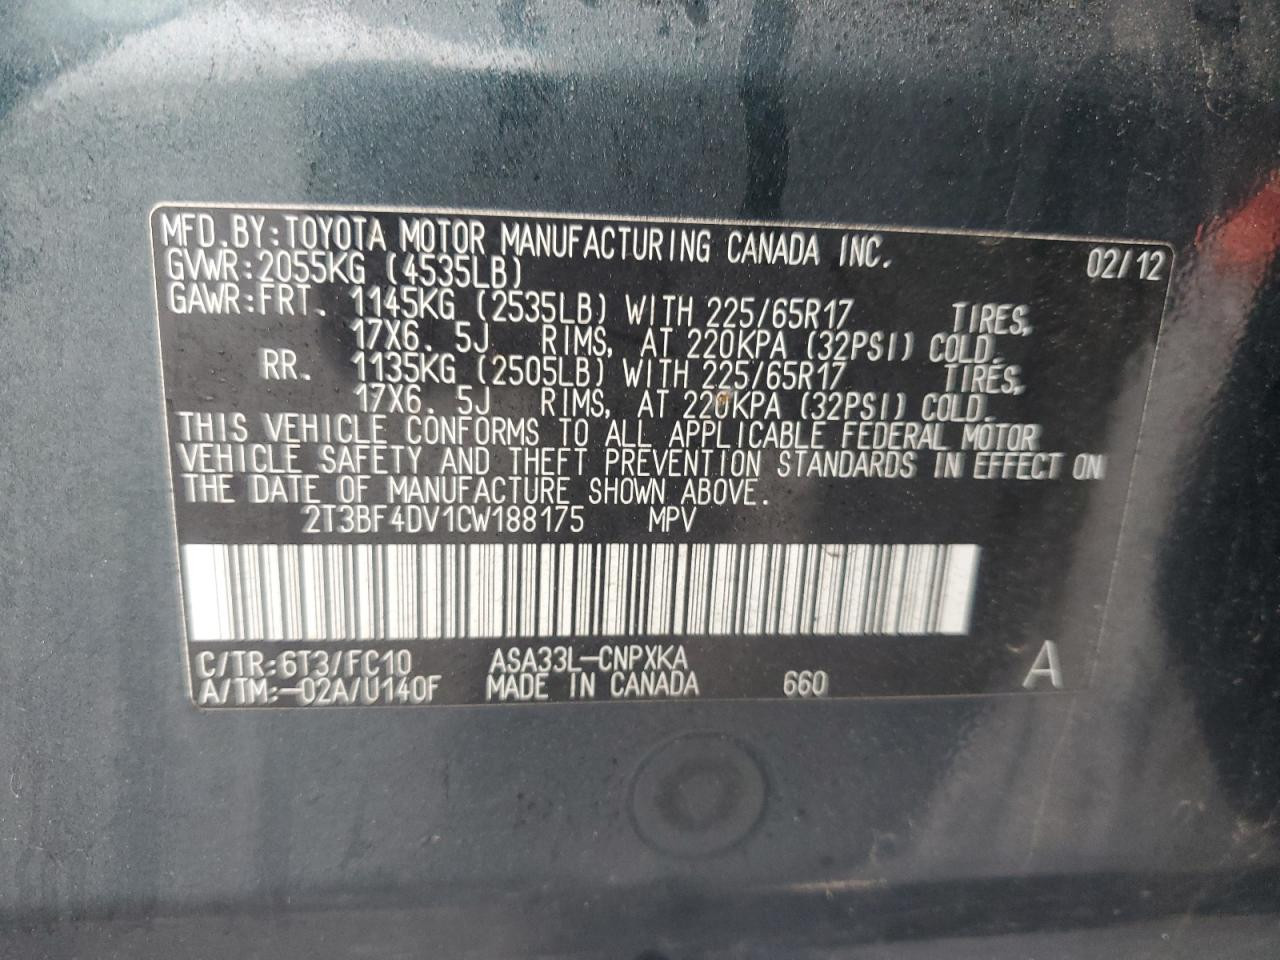 MFD.BY:TOYOTA MOTOR MANUFACTURING CANADA INC. 02/12
GVWR:2055KG (4535LB)
GAWR:FRT. 1145KG (2535LB) WITH 225/65R17 TIRES,
17X6.5J RIMS, AT 220KPA (32PSI) COLD.
RR. 1135KG (2505LB) WITH 225/65R17 TIRES,
17X6.5J RIMS, AT 220KPA (32PSI) COLD.
THIS VEHICLE CONFORMS TO ALL APPLICABLE FEDERAL MOTOR
VEHICLE SAFETY AND THEFT PREVENTION STANDARDS IN EFFECT ON
THE DATE OF MANUFACTURE SHOWN ABOVE.
2T3BF4DV1CW188175 MPV
C/TR:6T3/FC10 ASA33L-CNPXKA A
A/TM:-02A/U140F MADE IN CANADA 660